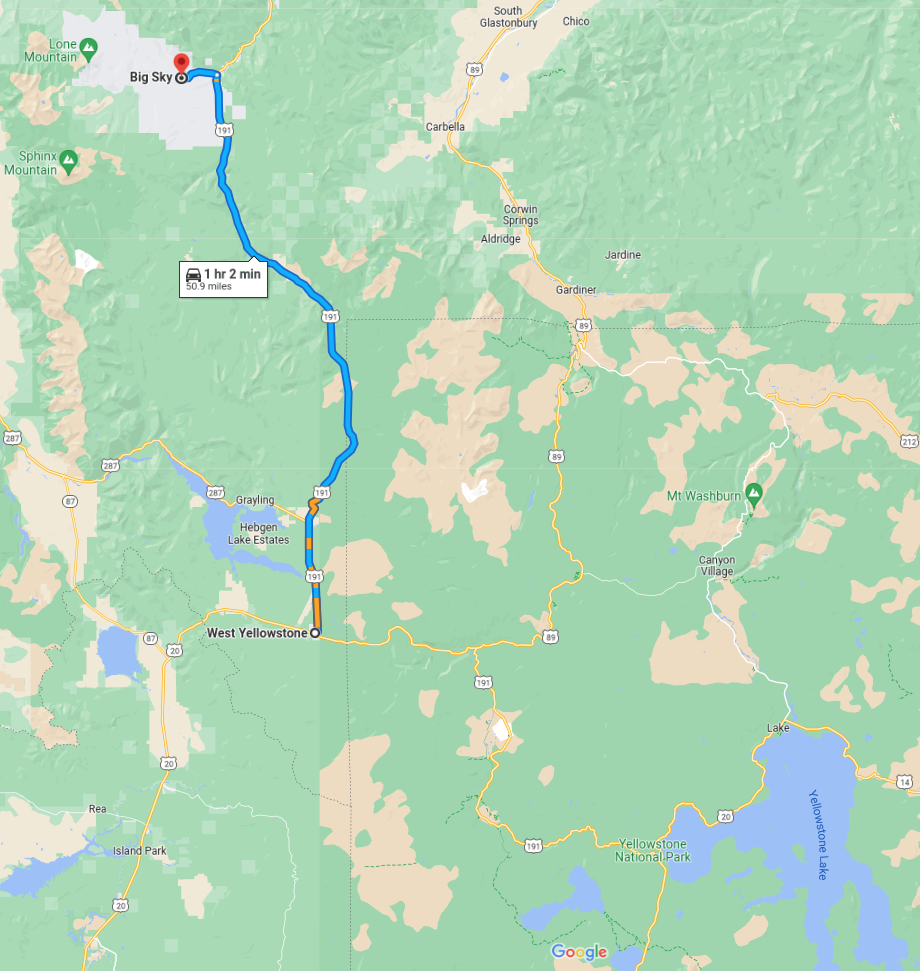 South
Glastonbury
Chico
Lone
Mountain
89
Big Sky
191
Carbella
Sphinx
Mountain
Corwin
Springs
Aldridge
Jardine
1 hr 2 min
50.9 miles
Gardiner
191
89
287
212
287
89
87
287
191
Grayling
Mt Washburn
Hebgen
Lake Estates
Canyon
Village
191
West Yellowstone
87
20
89
191
Lake
20
14
Rea
Yellowstone Lake
20
Island Park
191
Yellowstone
National Park
20
Google